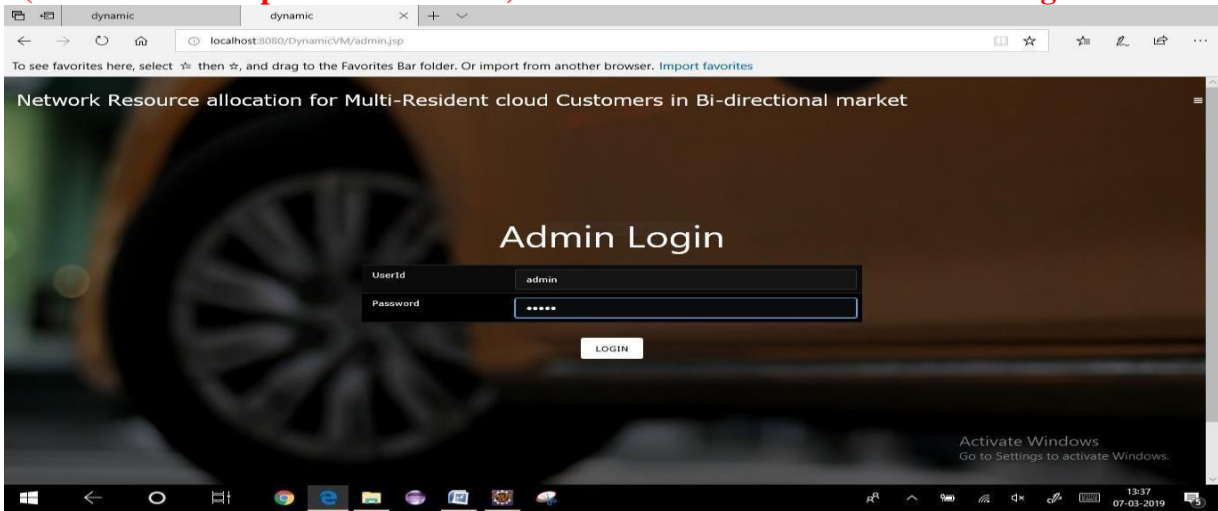 dynamic
dynamic
localhost:8080/DynamicVM/admin.jsp
To see favorites here, select then , and drag to the Favorites Bar folder. Or import from another browser. Import favorites
Network Resource allocation for Multi-Resident cloud Customers in Bi-directional market
Admin Login
UserId
admin
Password
•••••
LOGIN
Activate Windows
Go to Settings to activate Windows.
13:37
07-03-2019
5